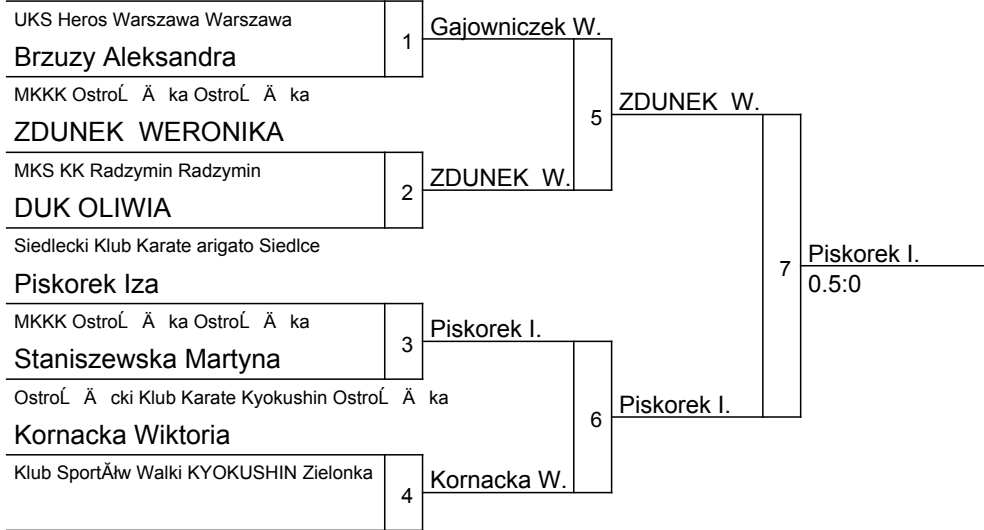 UKS Heros Warszawa Warszawa
Brzuzy Aleksandra
MKKK OstroĹ Ä ka OstroĹ Ä ka
ZDUNEK WERONIKA
MKS KK Radzymin Radzymin
DUK OLIWIA
Siedlecki Klub Karate arigato Siedlce
Piskorek Iza
MKKK OstroĹ Ä ka OstroĹ Ä ka
Staniszewska Martyna
OstroĹ Ä cki Klub Karate Kyokushin OstroĹ Ä ka
Kornacka Wiktoria
Klub SportĂłw Walki KYOKUSHIN Zielonka
1
Gajowniczek W.
2
ZDUNEK W.
3
Piskorek I.
4
Kornacka W.
5
ZDUNEK W.
6
Piskorek I.
7
Piskorek I.
0.5:0